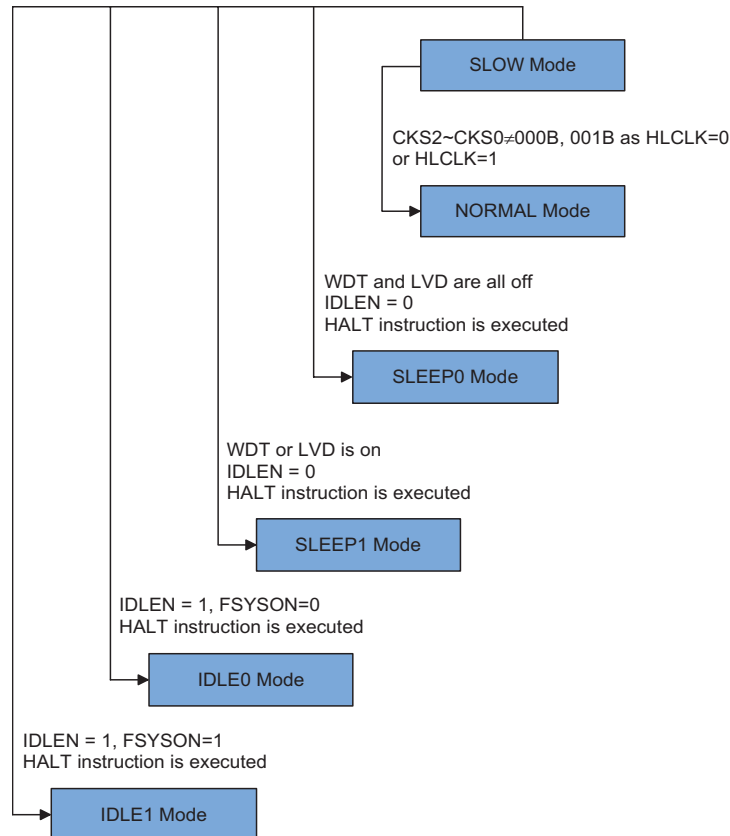 SLOW Mode
CKS2~CKS0≠000B, 001B as HLCLK=0
or HLCLK=1
NORMAL Mode
WDT and LVD are all off
IDLEN = 0
HALT instruction is executed
SLEEP0 Mode
WDT or LVD is on
IDLEN = 0
HALT instruction is executed
SLEEP1 Mode
IDLEN = 1, FSYSON=0
HALT instruction is executed
IDLE0 Mode
IDLEN = 1, FSYSON=1
HALT instruction is executed
IDLE1 Mode